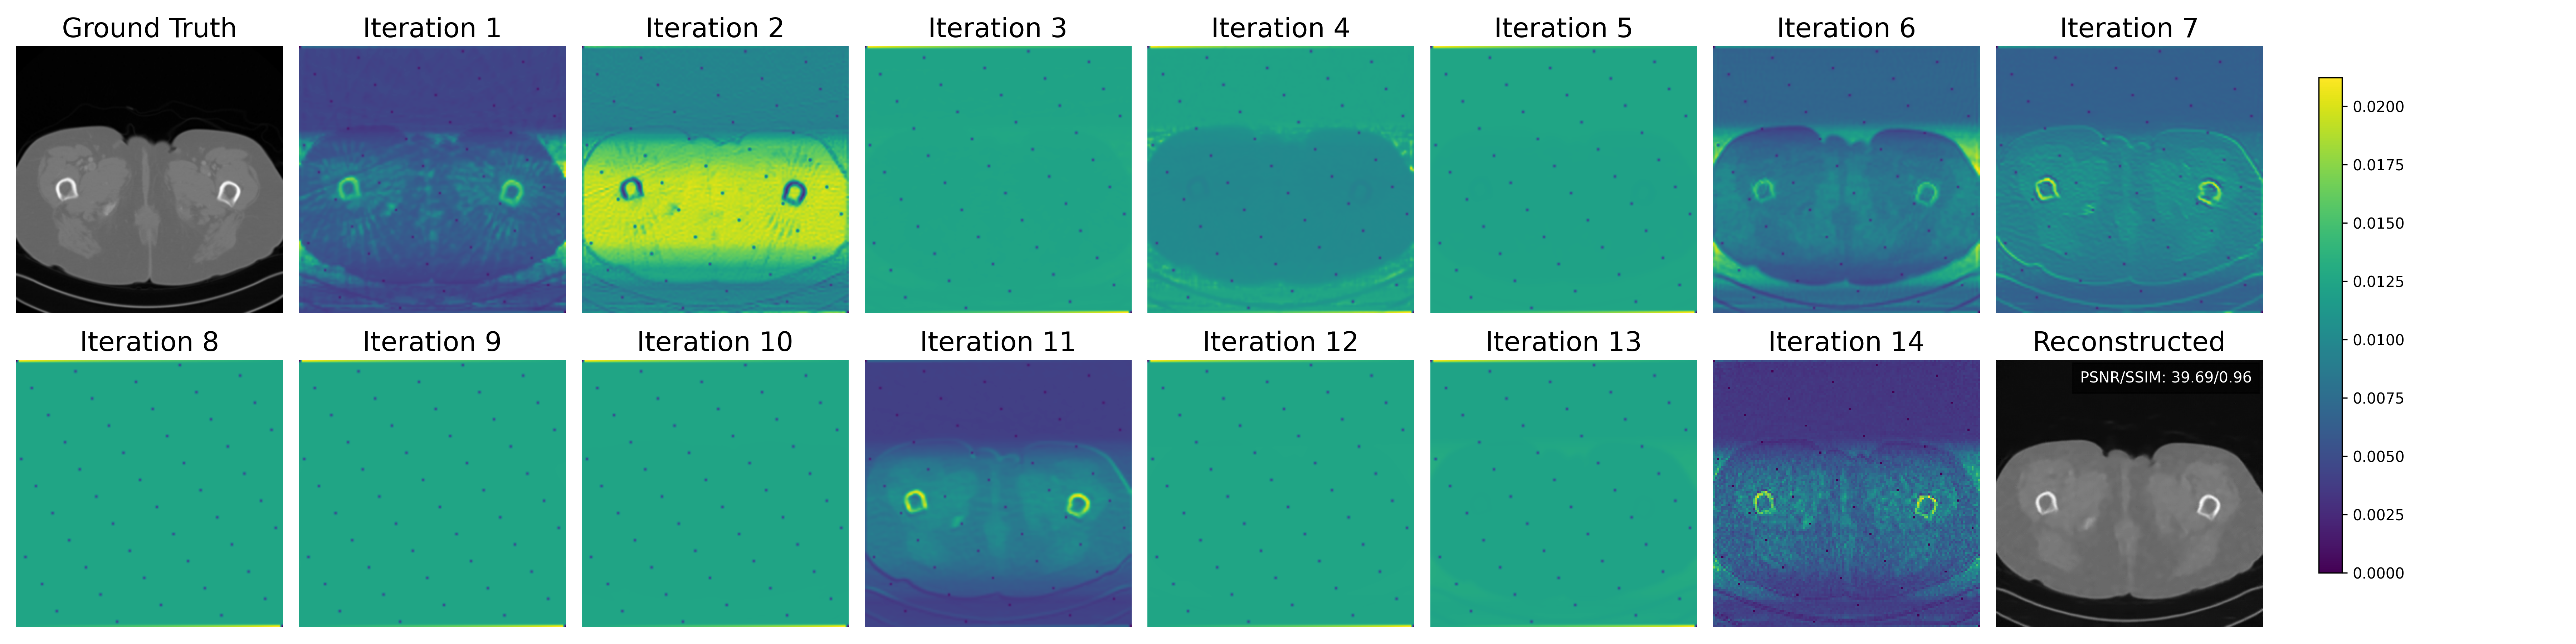 Ground Truth
Iteration 1
Iteration 2
Iteration 3
Iteration 4
Iteration 5
Iteration 6
Iteration 7
Iteration 8
Iteration 9
Iteration 10
Iteration 11
Iteration 12
Iteration 13
Iteration 14
Reconstructed
PSNR/SSIM: 39.69/0.96
0.0200
0.0175
0.0150
0.0125
0.0100
0.0075
0.0050
0.0025
0.0000